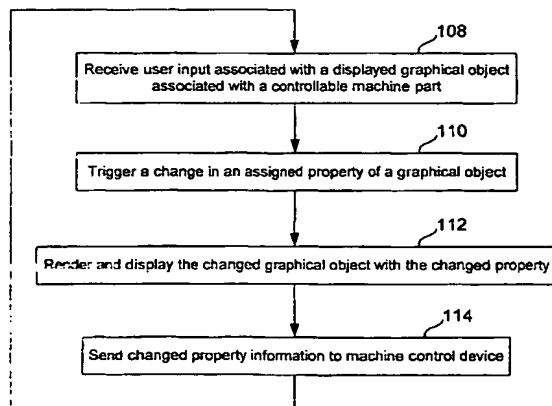 108
Receive user input associated with a displayed graphical object
associated with a controllable machine part
110
Trigger a change in an assigned property of a graphical object
112
Render and display the changed graphical object with the changed property
114
Send changed property information to machine control device